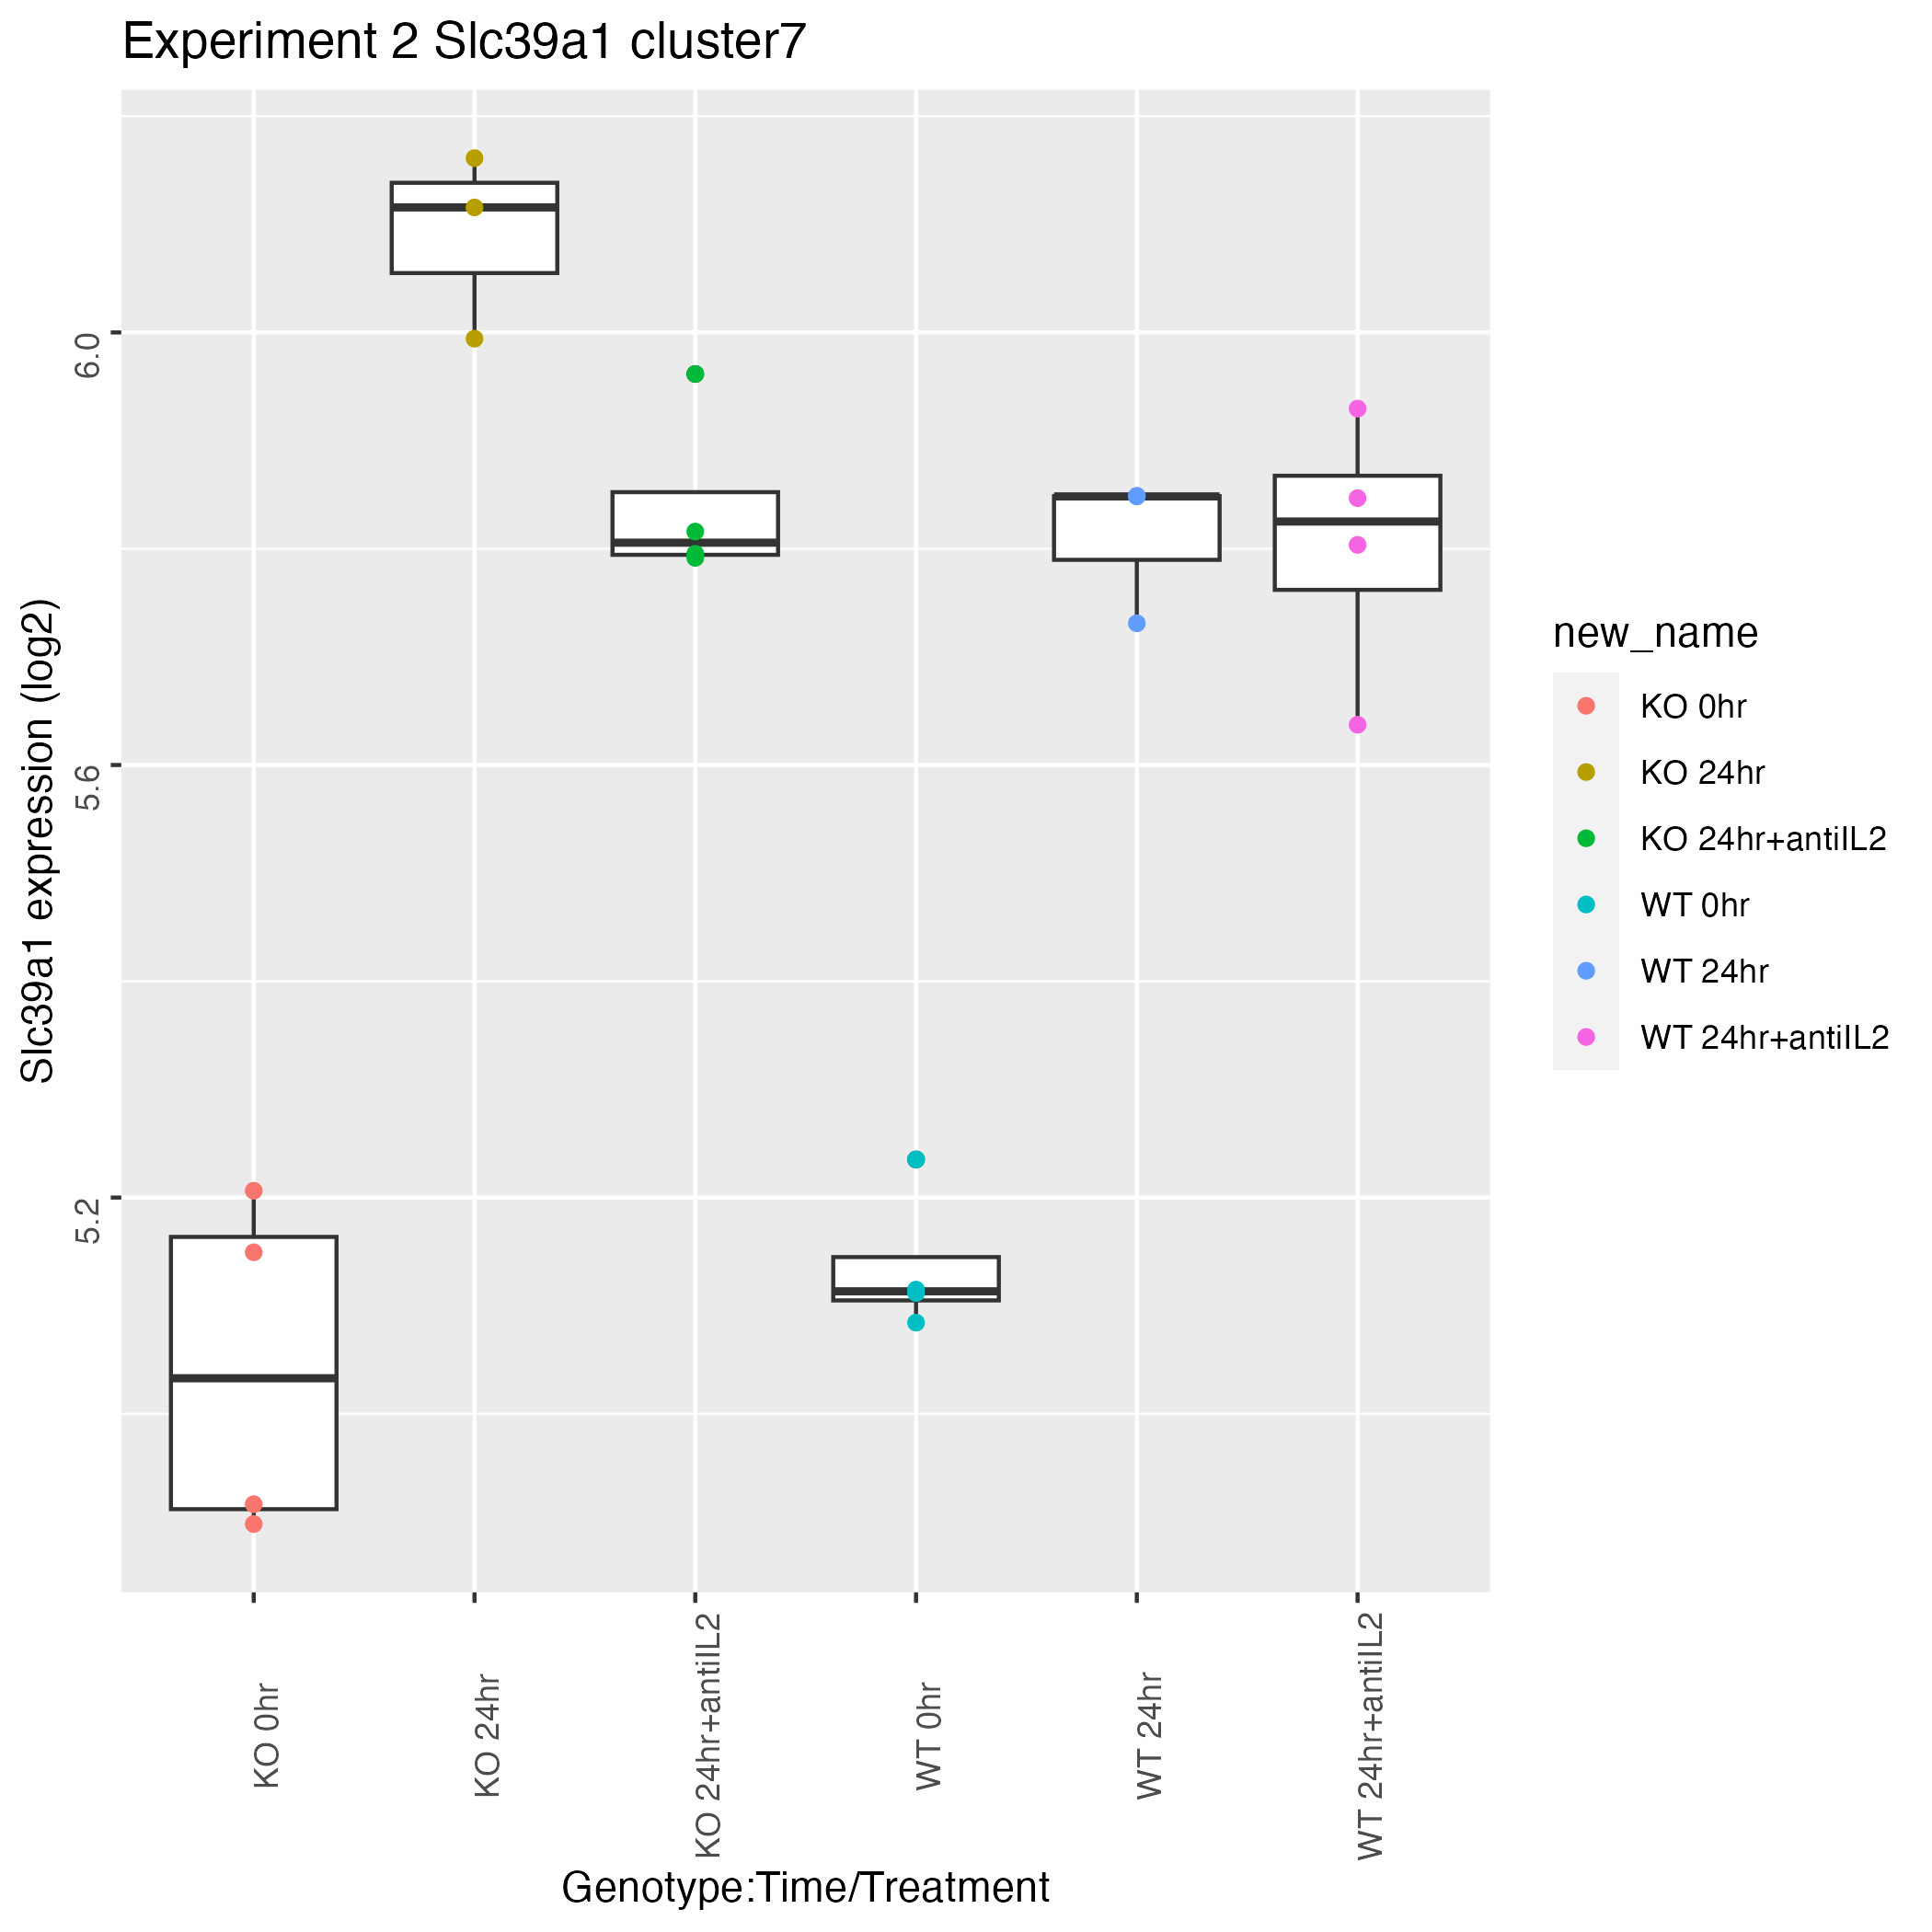 Experiment 2 Slc39a1 cluster7
Slc39a1 expression (log2)
6.0
5.6
5.2
KO 0hr
KO 24hr
KO 24hr+antiIL2
WT 0hr
WT 24hr
WT 24hr+antiIL2
Genotype:Time/Treatment
new_name
KO 0hr
KO 24hr
KO 24hr+antiIL2
WT 0hr
WT 24hr
WT 24hr+antiIL2